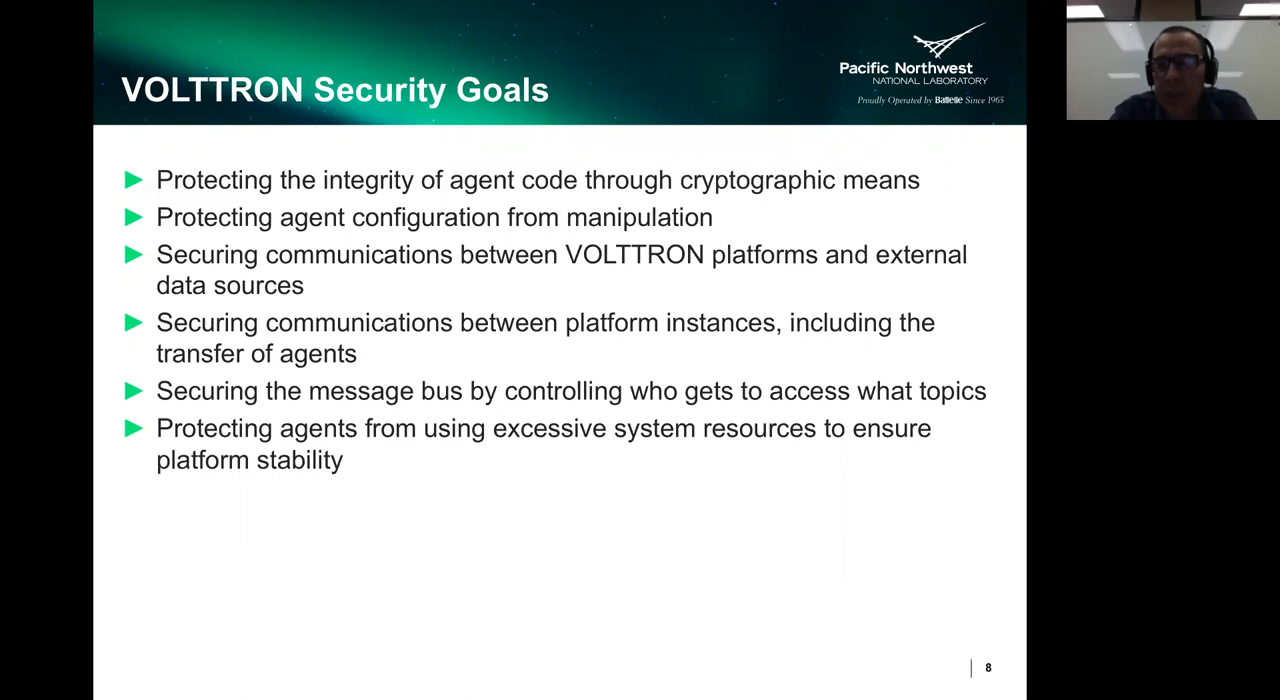 VOLTTRON Security Goals
Pacific Northwest
NATIONAL LABORATORY
Proudly Operated by Battelle Since 1965
Protecting the integrity of agent code through cryptographic means
Protecting agent configuration from manipulation
Securing communications between VOLTTRON platforms and external
data sources
Securing communications between platform instances, including the
transfer of agents
Securing the message bus by controlling who gets to access what topics
Protecting agents from using excessive system resources to ensure
platform stability
8